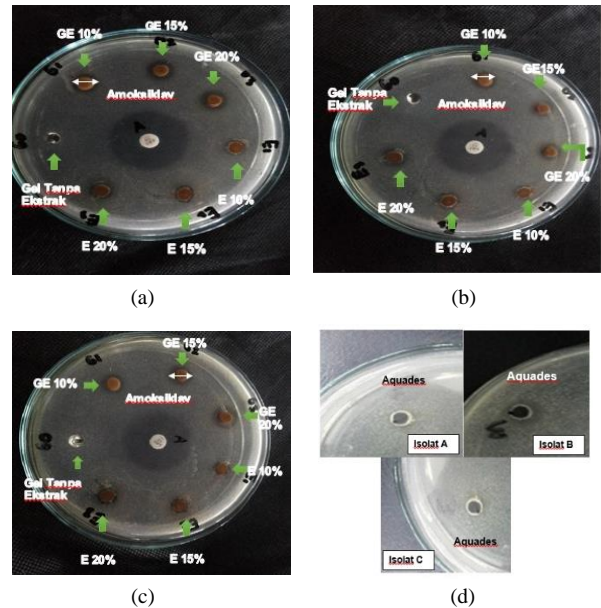 GE 15%
GE 10%
GE 20%
Amoksiklav
A
Gel Tanpa
Ekstrak
E 10%
E 20%
E 15%
(a)
GE 10%
GE15%
Gel Tanpa
Ekstrak
Amoksiklav
A
GE 20%
E 20%
E 10%
E 15%
(b)
GE 15%
GE 10%
Amoksiklav
GE
20%
A
E 10%
Gel Tanpa
Ekstrak
E3
E 20%
E 15%
(c)
Aquades
Isolat A
Aquades
Isolat B
Isolat C
Aquades
(d)